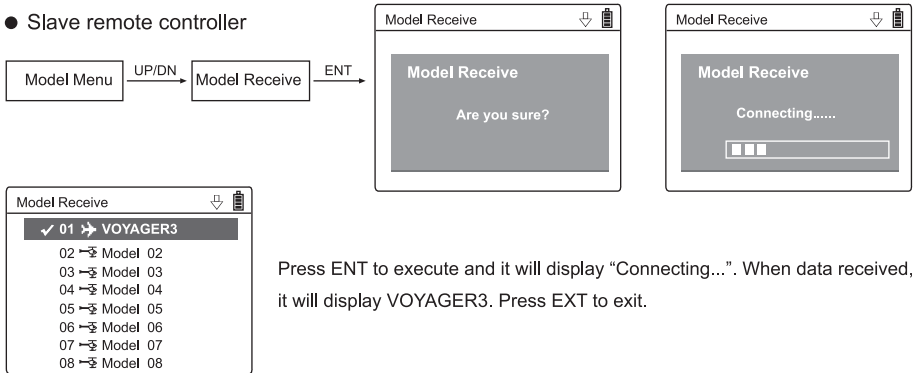 ● Slave remote controller
Model Menu
UP/DN
Model Receive
ENT
Model Receive
Model Receive
Are you sure?
Model Receive
Model Receive
Connecting......
Model Receive
✓ 01 VOYAGER3
02 Model 02
03 Model 03
04 Model 04
05 Model 05
06 Model 06
07 Model 07
08 Model 08
Press ENT to execute and it will display “Connecting...”. When data received,
it will display VOYAGER3. Press EXT to exit.